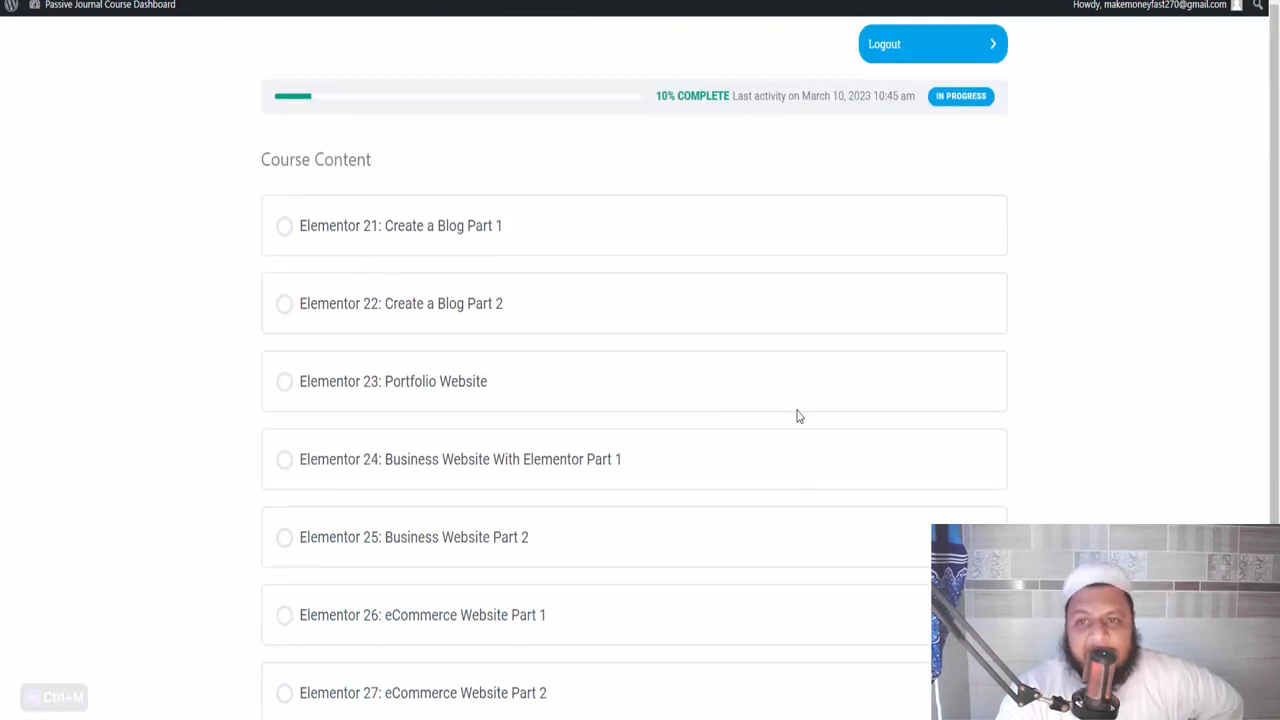 Passive Journal Course Dashboard
Howdy, makemoneyfast270@gmail.com
Logout
10% COMPLETE Last activity on March 10, 2023 10:45 am
IN PROGRESS
Course Content
Elementor 21: Create a Blog Part 1
Elementor 22: Create a Blog Part 2
Elementor 23: Portfolio Website
Elementor 24: Business Website With Elementor Part 1
Elementor 25: Business Website Part 2
Elementor 26: eCommerce Website Part 1
Elementor 27: eCommerce Website Part 2
Ctrl+M